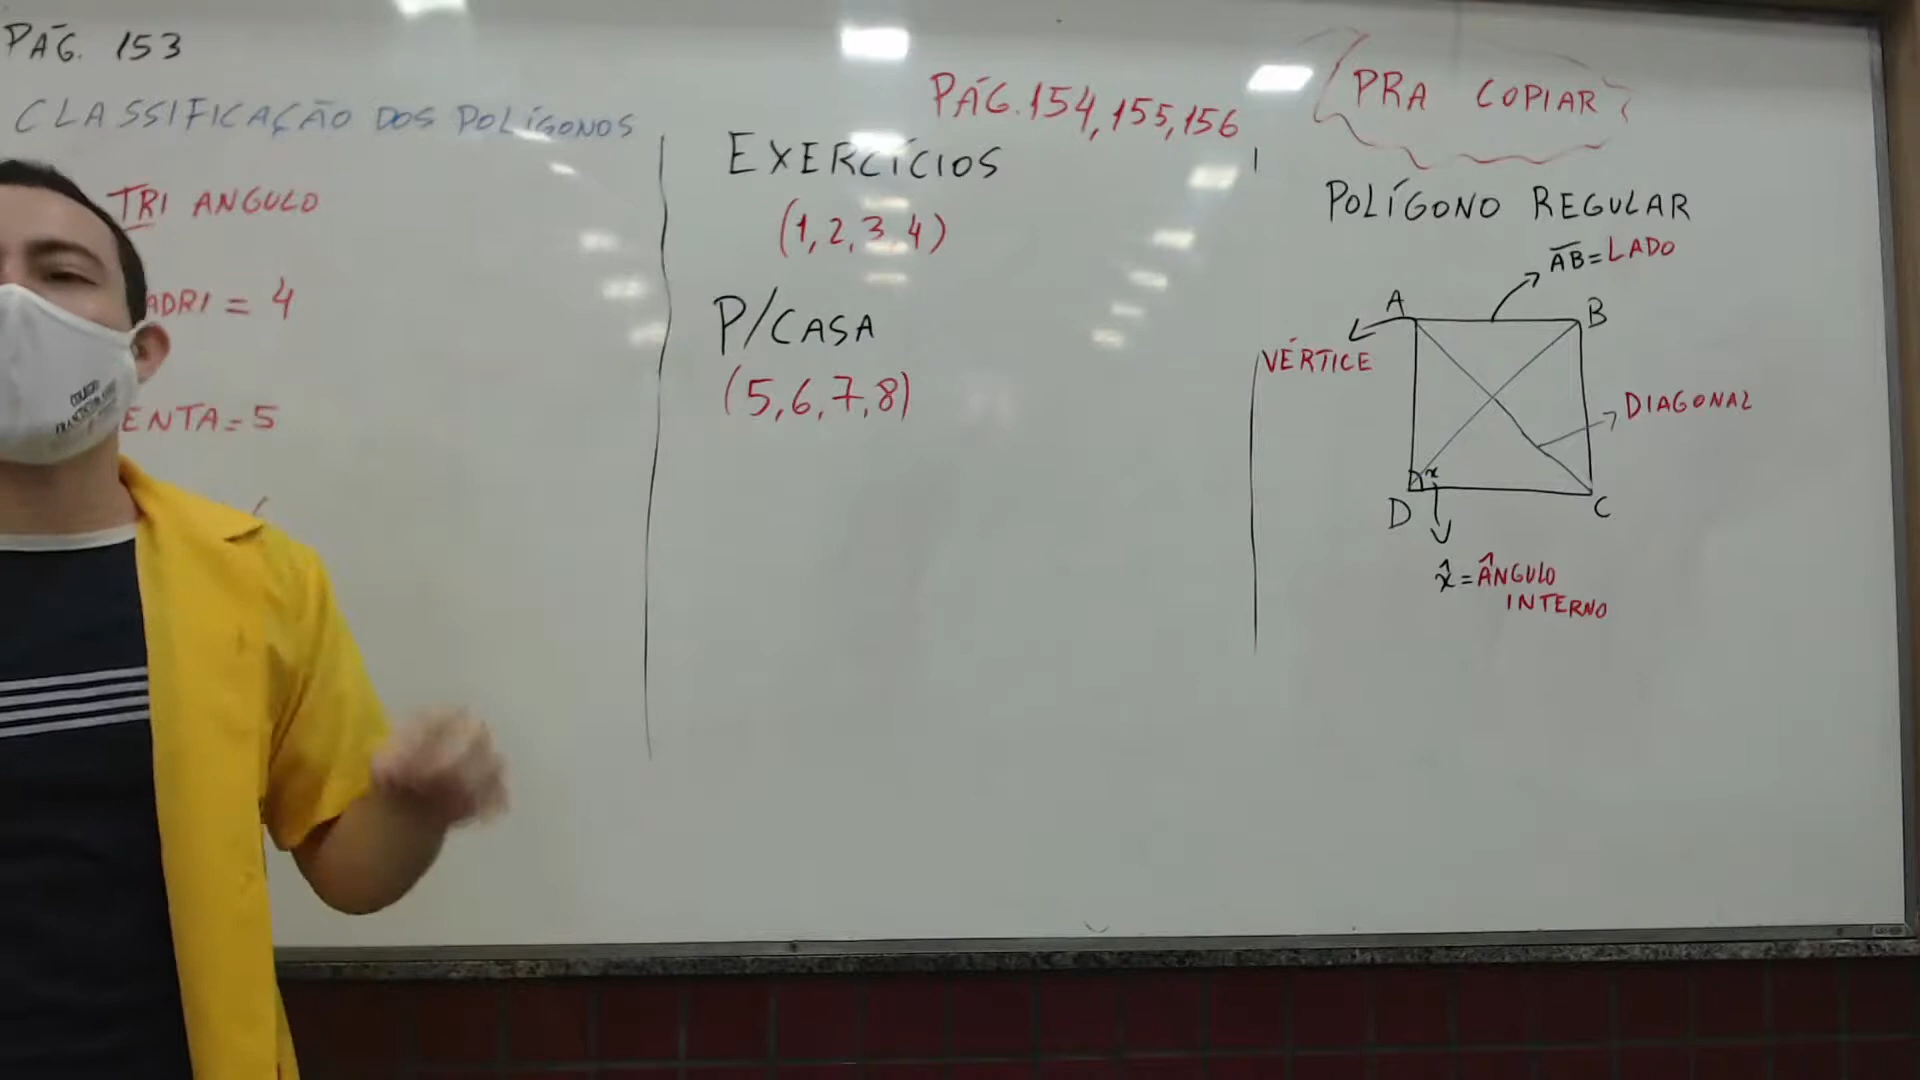 PÁG. 153
CLASSIFICAÇÃO DOS POLÍGONOS
TRI ANGULO
ADRI = 4
ENTA = 5
PÁG. 154, 155, 156
EXERCÍCIOS
(1, 2, 3, 4)
P/CASA
(5, 6, 7, 8)
PRA COPIAR
POLÍGONO REGULAR
AB = LADO
A
B
VÉRTICE
DIAGONAL
x
D
C
x̂ = ÂNGULO
INTERNO